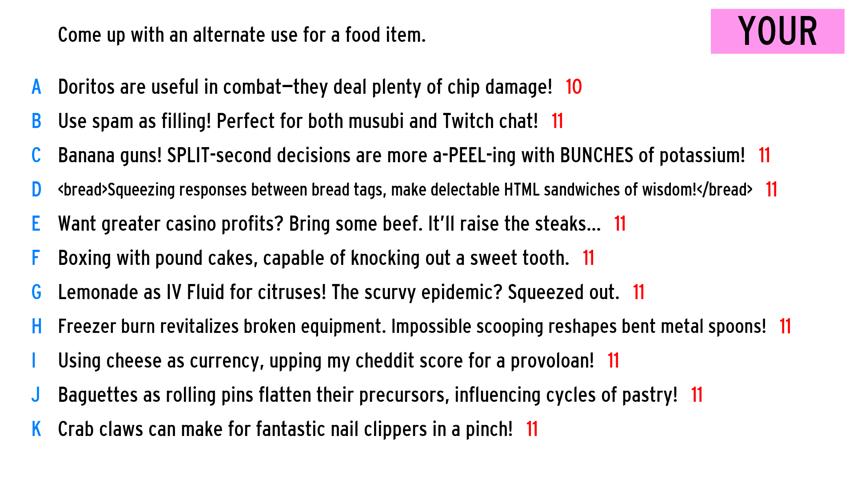 Come up with an alternate use for a food item.
YOUR
A Doritos are useful in combat—they deal plenty of chip damage! 10
B Use spam as filling! Perfect for both musubi and Twitch chat! 11
C Banana guns! SPLIT-second decisions are more a-PEEL-ing with BUNCHES of potassium! 11
D <bread>Squeezing responses between bread tags, make delectable HTML sandwiches of wisdom!</bread> 11
E Want greater casino profits? Bring some beef. It'll raise the steaks... 11
F Boxing with pound cakes, capable of knocking out a sweet tooth. 11
G Lemonade as IV Fluid for citruses! The scurvy epidemic? Squeezed out. 11
H Freezer burn revitalizes broken equipment. Impossible scooping reshapes bent metal spoons! 11
I Using cheese as currency, upping my cheddit score for a provoloan! 11
J Baguettes as rolling pins flatten their precursors, influencing cycles of pastry! 11
K Crab claws can make for fantastic nail clippers in a pinch! 11